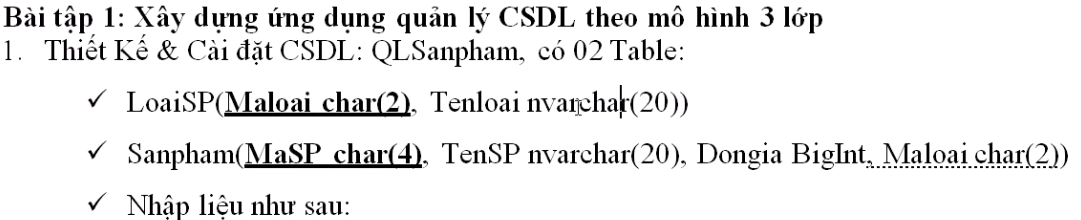 Bài tập 1: Xây dựng ứng dụng quản lý CSDL theo mô hình 3 lớp
1. Thiết Kế & Cài đặt CSDL: QLSanpham, có 02 Table:
✓ LoaiSP(Maloai char(2), Tenloai nvarchar(20))
✓ Sanpham(MaSP char(4), TenSP nvarchar(20), Dongia BigInt, Maloai char(2))
✓ Nhập liệu như sau: